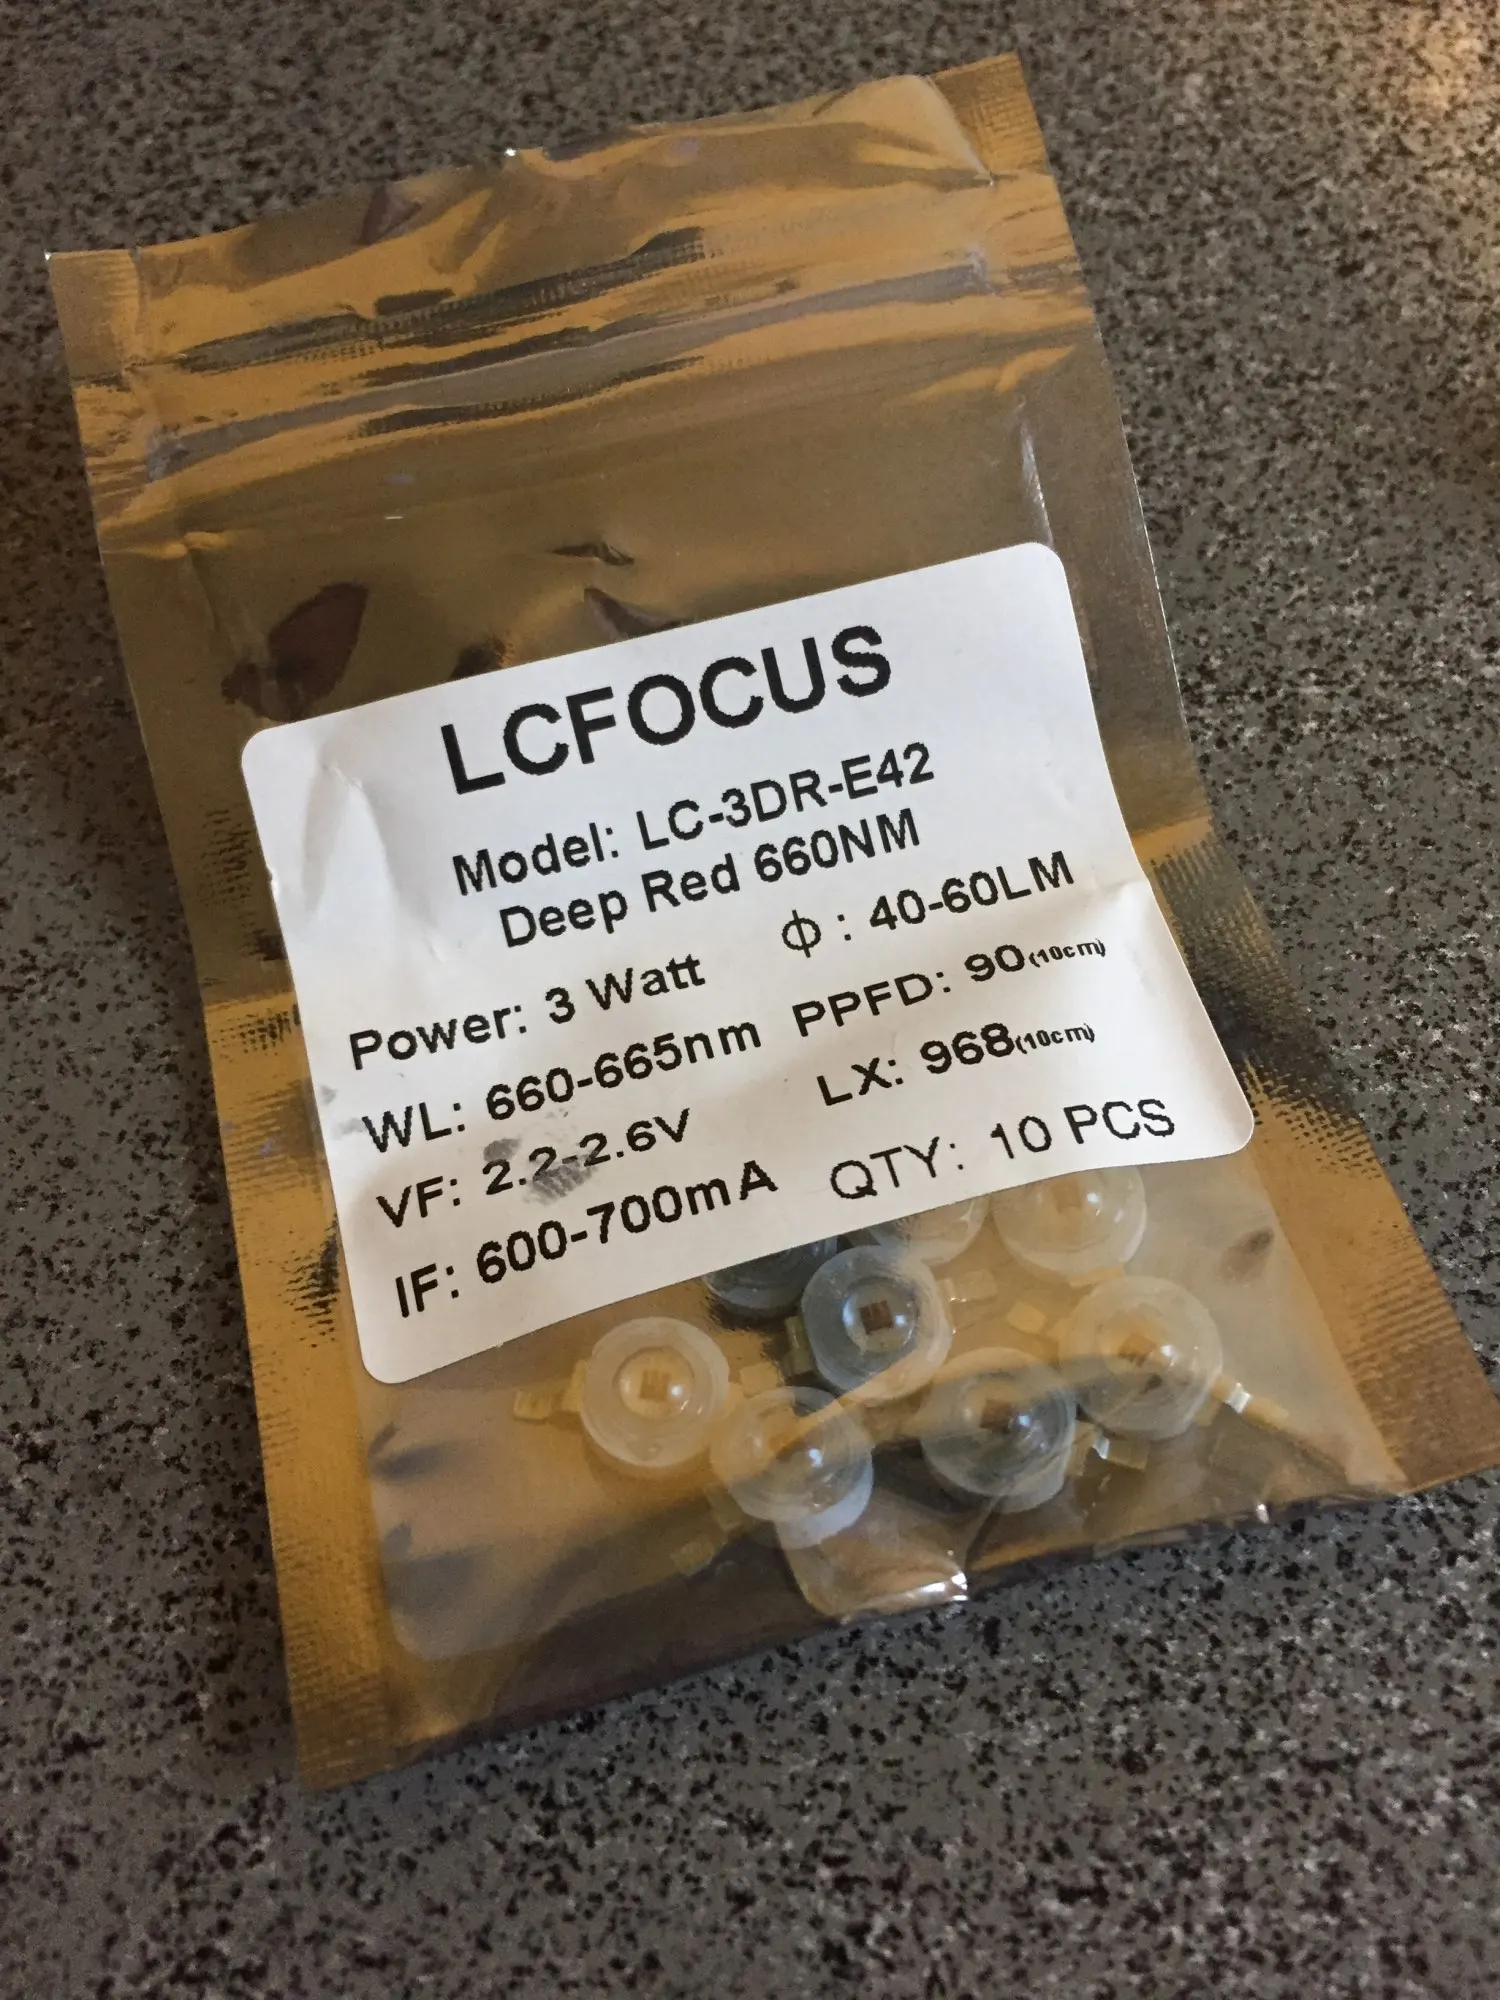 LCFOCUS
Model: LC-3DR-E42
Deep Red 660NM
Power: 3 Watt ϕ : 40-60LM
WL: 660-665nm PPFD: 90(10cm)
VF: 2.2-2.6V LX: 968(10cm)
IF: 600-700mA QTY: 10 PCS